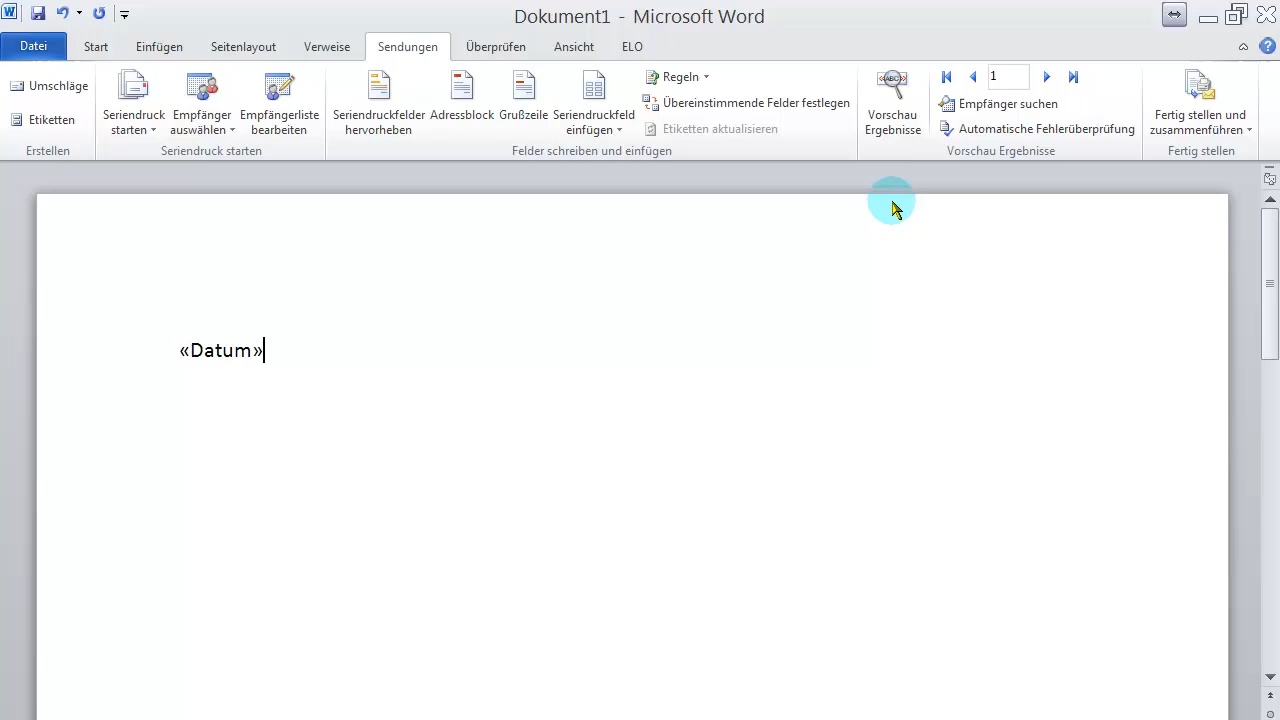 Dokument1 - Microsoft Word
Datei Start Einfügen Seitenlayout Verweise Sendungen Überprüfen Ansicht ELO
Umschläge
Etiketten
Erstellen
Seriendruck
starten
Empfänger
auswählen
Empfängerliste
bearbeiten
Seriendruck starten
Seriendruckfelder
hervorheben
Adressblock
Grußzeile
Seriendruckfeld
einfügen
Regeln
Übereinstimmende Felder festlegen
Etiketten aktualisieren
Felder schreiben und einfügen
ABC
Vorschau
Ergebnisse
1
Empfänger suchen
Automatische Fehlerüberprüfung
Vorschau Ergebnisse
Fertig stellen und
zusammenführen
Fertig stellen
«Datum»